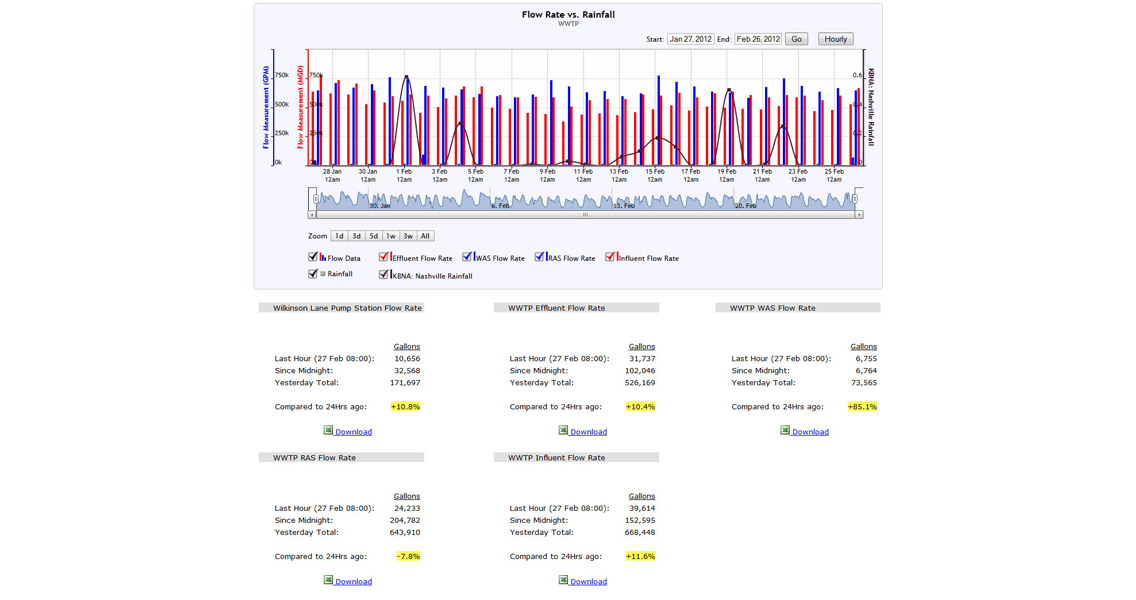 Flow Rate vs. Rainfall
WWTP
Start: Jan 27, 2012 End: Feb 26, 2012 Go Hourly
Flow Measurement (GPM)
Flow Measurement (MGD)
KBNA: Nashville Rainfall
750k 750k 0.6
500k 500k 0.4
250k 250k 0.2
0k 0k 0
28 Jan 30 Jan 1 Feb 3 Feb 5 Feb 7 Feb 9 Feb 11 Feb 13 Feb 15 Feb 17 Feb 19 Feb 21 Feb 23 Feb 25 Feb
12am 12am 12am 12am 12am 12am 12am 12am 12am 12am 12am 12am 12am 12am 12am
30. Jan 6. Feb 13. Feb 20. Feb
Zoom 1d 3d 5d 1w 3w All
Flow Data Effluent Flow Rate WAS Flow Rate RAS Flow Rate Influent Flow Rate
Rainfall KBNA: Nashville Rainfall
Wilkinson Lane Pump Station Flow Rate
Gallons
Last Hour (27 Feb 08:00): 10,656
Since Midnight: 32,568
Yesterday Total: 171,697
Compared to 24Hrs ago: +10.8%
Download
WWTP Effluent Flow Rate
Gallons
Last Hour (27 Feb 08:00): 31,737
Since Midnight: 102,046
Yesterday Total: 526,169
Compared to 24Hrs ago: +10.4%
Download
WWTP WAS Flow Rate
Gallons
Last Hour (27 Feb 08:00): 6,755
Since Midnight: 6,764
Yesterday Total: 73,565
Compared to 24Hrs ago: +85.1%
Download
WWTP RAS Flow Rate
Gallons
Last Hour (27 Feb 08:00): 24,233
Since Midnight: 204,782
Yesterday Total: 643,910
Compared to 24Hrs ago: -7.8%
Download
WWTP Influent Flow Rate
Gallons
Last Hour (27 Feb 08:00): 39,614
Since Midnight: 152,595
Yesterday Total: 668,448
Compared to 24Hrs ago: +11.6%
Download